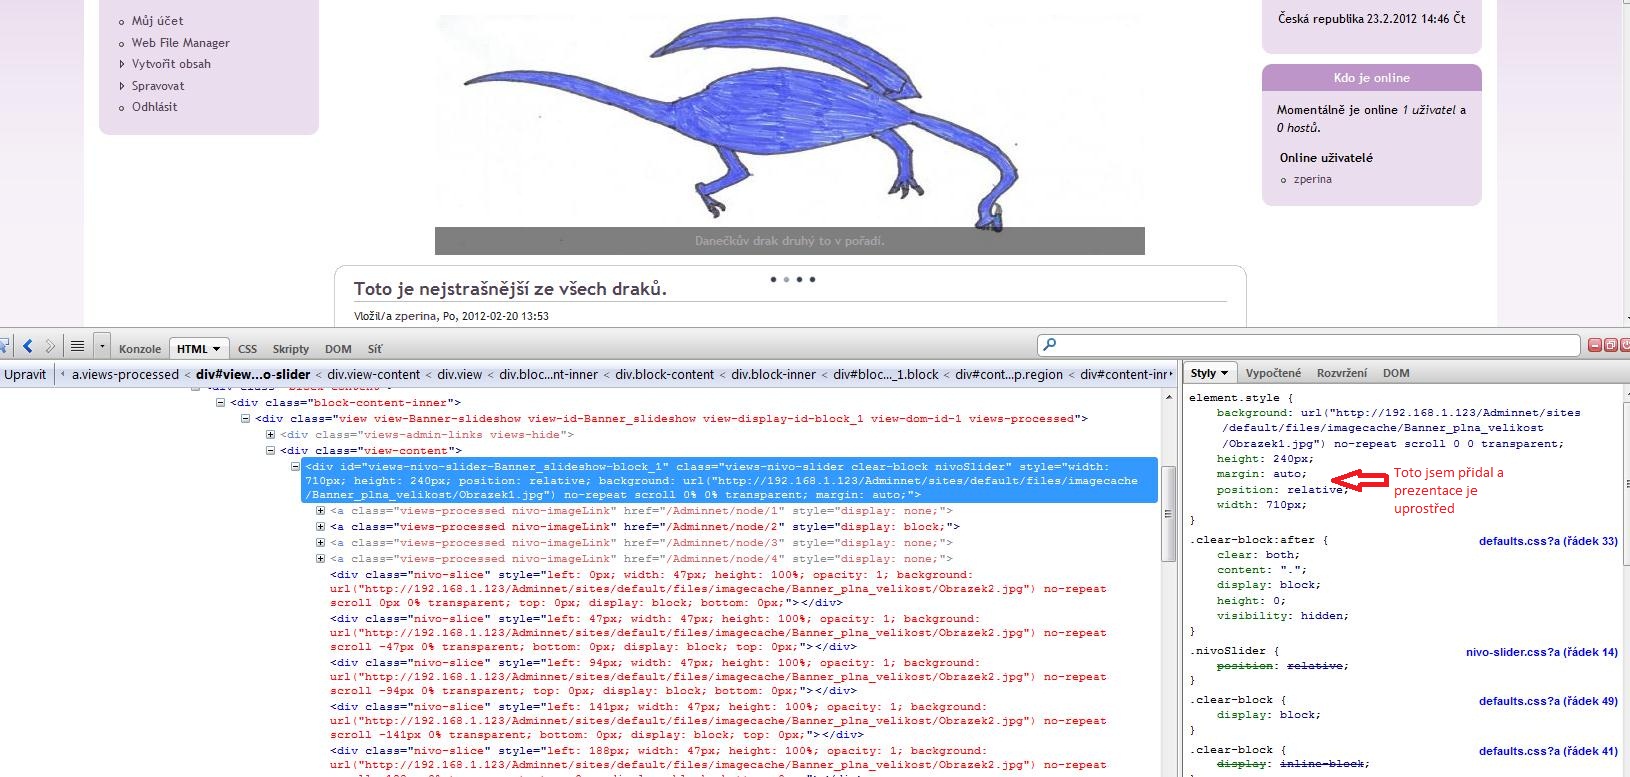 Můj účet
Web File Manager
Vytvořit obsah
Spravovat
Odhlásit
Česká republika 23.2.2012 14:46 Čt
Kdo je online
Momentálně je online 1 uživatel a
0 hostů.
Online uživatelé
zperina
Danečkův drak druhý to v pořadí.
Toto je nejstrašnější ze všech draků.
Vložil/a zperina, Po, 2012-02-20 13:53
Konzole HTML CSS Skripty DOM Síť
Upravit a.views-processed < div#view...o-slider < div.view-content < div.view < div.bloc...nt-inner < div.block-content < div.block-inner < div#bloc..._1.block < div#cont...p.region < div#content-inr
<div class="block-content-inner">
<div class="view view-Banner-slideshow view-id-Banner_slideshow view-display-id-block_1 view-dom-id-1 views-processed">
<div class="views-admin-links views-hide">
<div class="view-content">
<div id="views-nivo-slider-Banner_slideshow-block_1" class="views-nivo-slider clear-block nivoSlider" style="width:
710px; height: 240px; position: relative; background: url("http://192.168.1.123/Adminnet/sites/default/files/imagecache
/Banner_plna_velikost/Obrazek1.jpg") no-repeat scroll 0% 0% transparent; margin: auto;">
<a class="views-processed nivo-imageLink" href="/Adminnet/node/1" style="display: none;">
<a class="views-processed nivo-imageLink" href="/Adminnet/node/2" style="display: block;">
<a class="views-processed nivo-imageLink" href="/Adminnet/node/3" style="display: none;">
<a class="views-processed nivo-imageLink" href="/Adminnet/node/4" style="display: none;">
<div class="nivo-slice" style="left: 0px; width: 47px; height: 100%; opacity: 1; background:
url("http://192.168.1.123/Adminnet/sites/default/files/imagecache/Banner_plna_velikost/Obrazek2.jpg") no-repeat
scroll 0px 0% transparent; top: 0px; display: block; bottom: 0px;"></div>
<div class="nivo-slice" style="left: 47px; width: 47px; height: 100%; opacity: 1; background:
url("http://192.168.1.123/Adminnet/sites/default/files/imagecache/Banner_plna_velikost/Obrazek2.jpg") no-repeat
scroll -47px 0% transparent; bottom: 0px; display: block; top: 0px;"></div>
<div class="nivo-slice" style="left: 94px; width: 47px; height: 100%; opacity: 1; background:
url("http://192.168.1.123/Adminnet/sites/default/files/imagecache/Banner_plna_velikost/Obrazek2.jpg") no-repeat
scroll -94px 0% transparent; top: 0px; display: block; bottom: 0px;"></div>
<div class="nivo-slice" style="left: 141px; width: 47px; height: 100%; opacity: 1; background:
url("http://192.168.1.123/Adminnet/sites/default/files/imagecache/Banner_plna_velikost/Obrazek2.jpg") no-repeat
scroll -141px 0% transparent; bottom: 0px; display: block; top: 0px;"></div>
<div class="nivo-slice" style="left: 188px; width: 47px; height: 100%; opacity: 1; background:
url("http://192.168.1.123/Adminnet/sites/default/files/imagecache/Banner_plna_velikost/Obrazek2.jpg") no-repeat
Styly Vypočtené Rozvržení DOM
element.style {
background: url("http://192.168.1.123/Adminnet/sites
/default/files/imagecache/Banner_plna_velikost
/Obrazek1.jpg") no-repeat scroll 0 0 transparent;
height: 240px;
margin: auto;
position: relative;
width: 710px;
}
Toto jsem přidal a
prezentace je
uprostřed
.clear-block:after { defaults.css?a (řádek 33)
clear: both;
content: ".";
display: block;
height: 0;
visibility: hidden;
}
.nivoSlider { nivo-slider.css?a (řádek 14)
position: relative;
}
.clear-block { defaults.css?a (řádek 49)
display: block;
}
.clear-block { defaults.css?a (řádek 41)
display: inline-block;